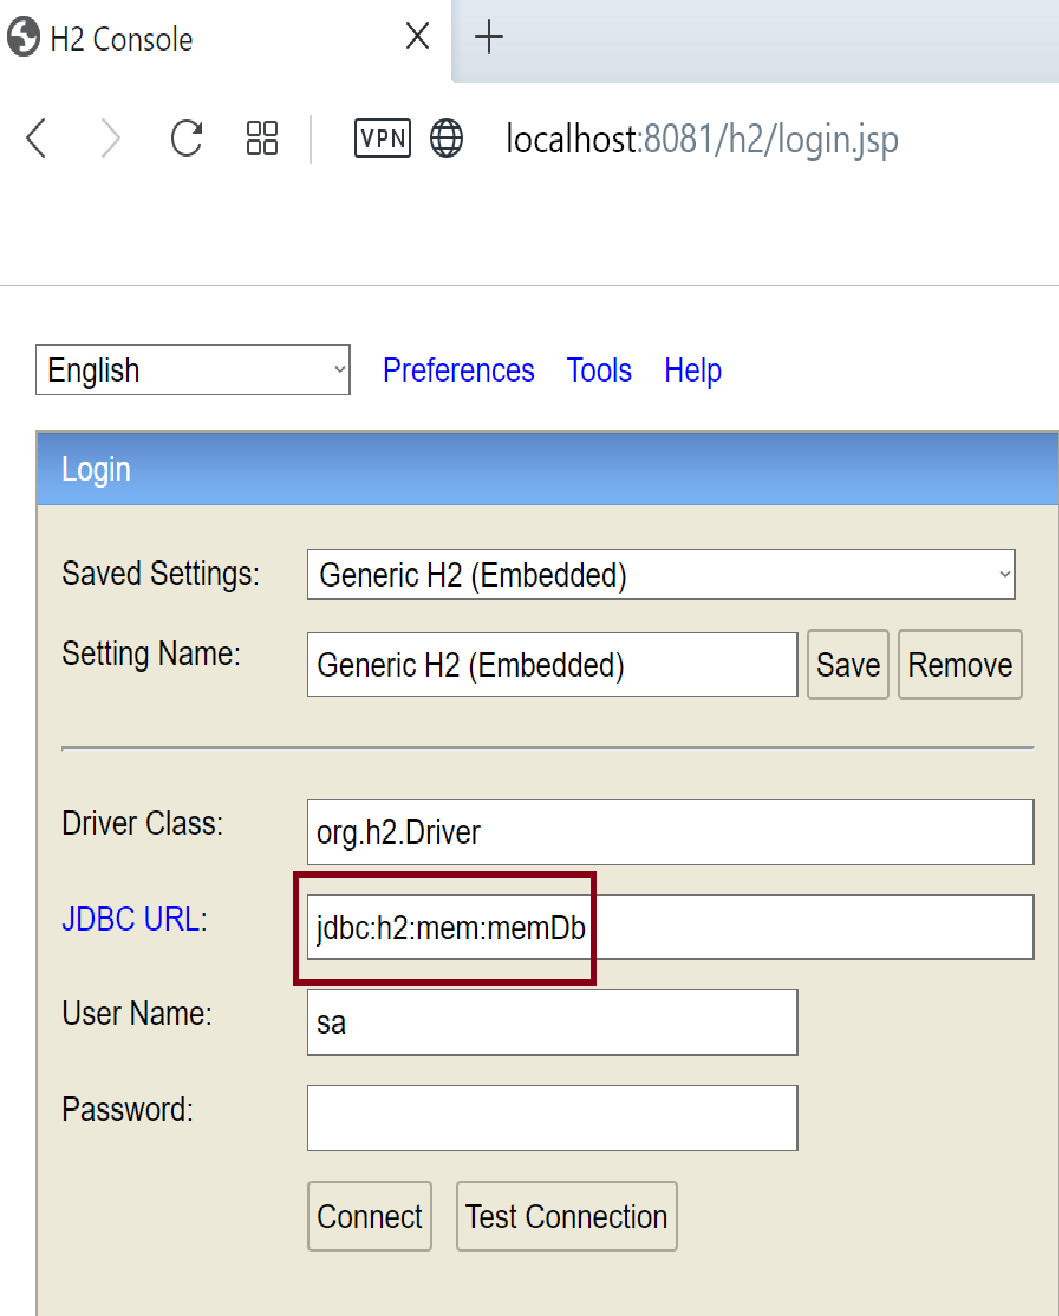 H2 Console
VPN localhost:8081/h2/login.jsp
English Preferences Tools Help
Login
Saved Settings: Generic H2 (Embedded)
Setting Name: Generic H2 (Embedded) Save Remove
Driver Class: org.h2.Driver
JDBC URL: jdbc:h2:mem:memDb
User Name: sa
Password:
Connect Test Connection